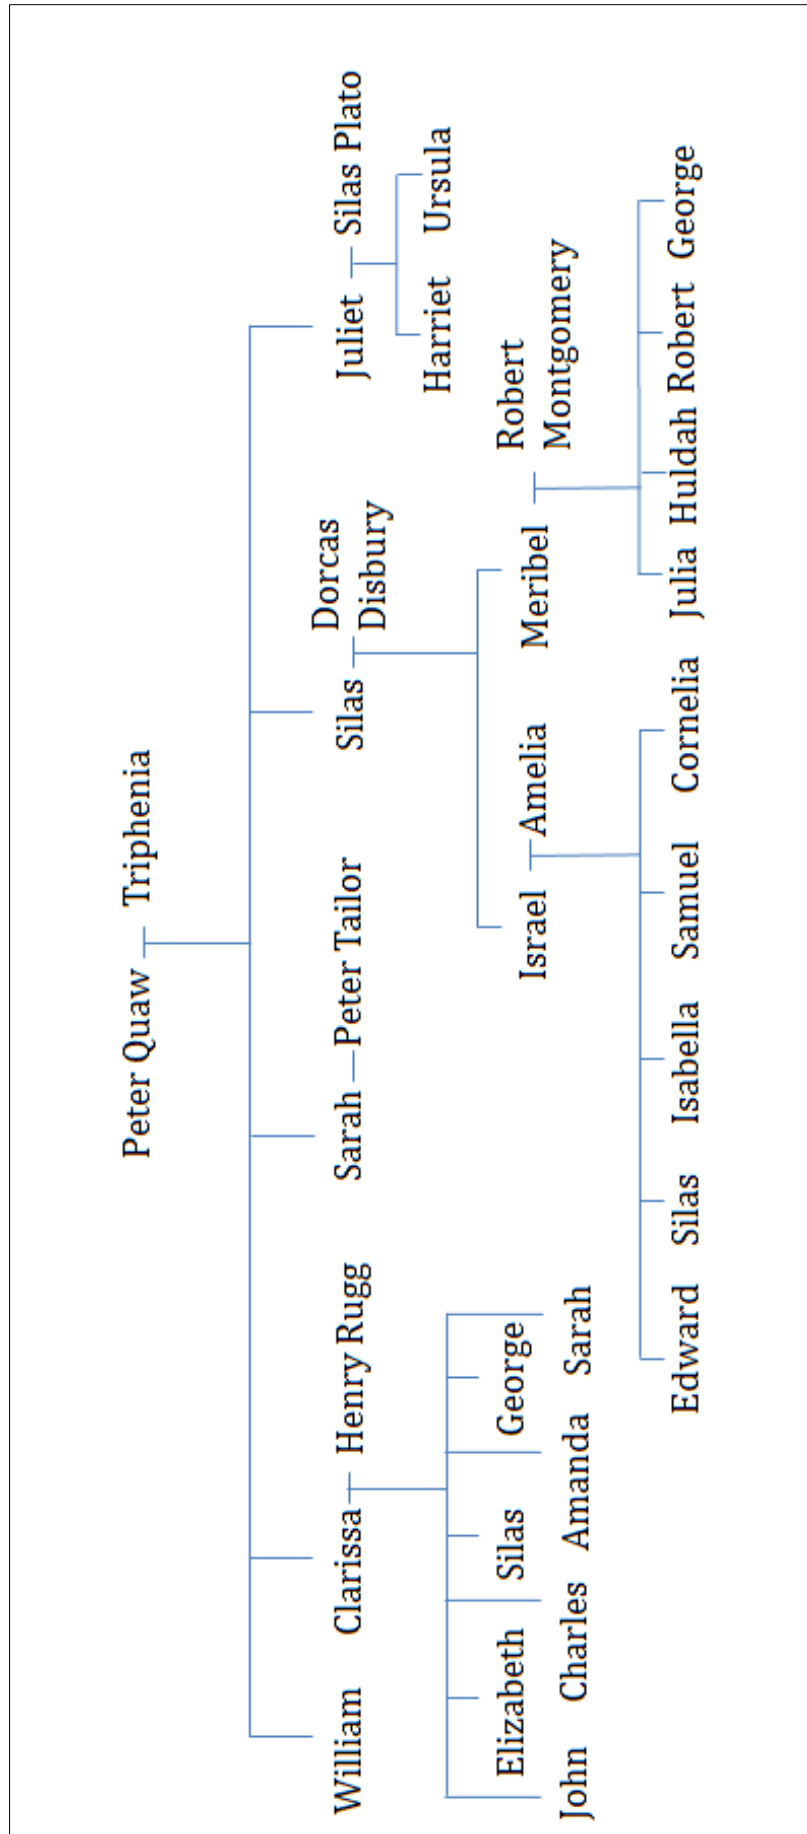 Peter Quaw Triphenia
William Clarissa Henry Rugg Sarah Peter Tailor Silas Dorcas Disbury Juliet Silas Plato
Harriet Ursula
Elizabeth Silas George Israel Amelia Meribel Robert Montgomery
John Charles Amanda Sarah
Edward Silas Isabella Samuel Cornelia Julia Huldah Robert George